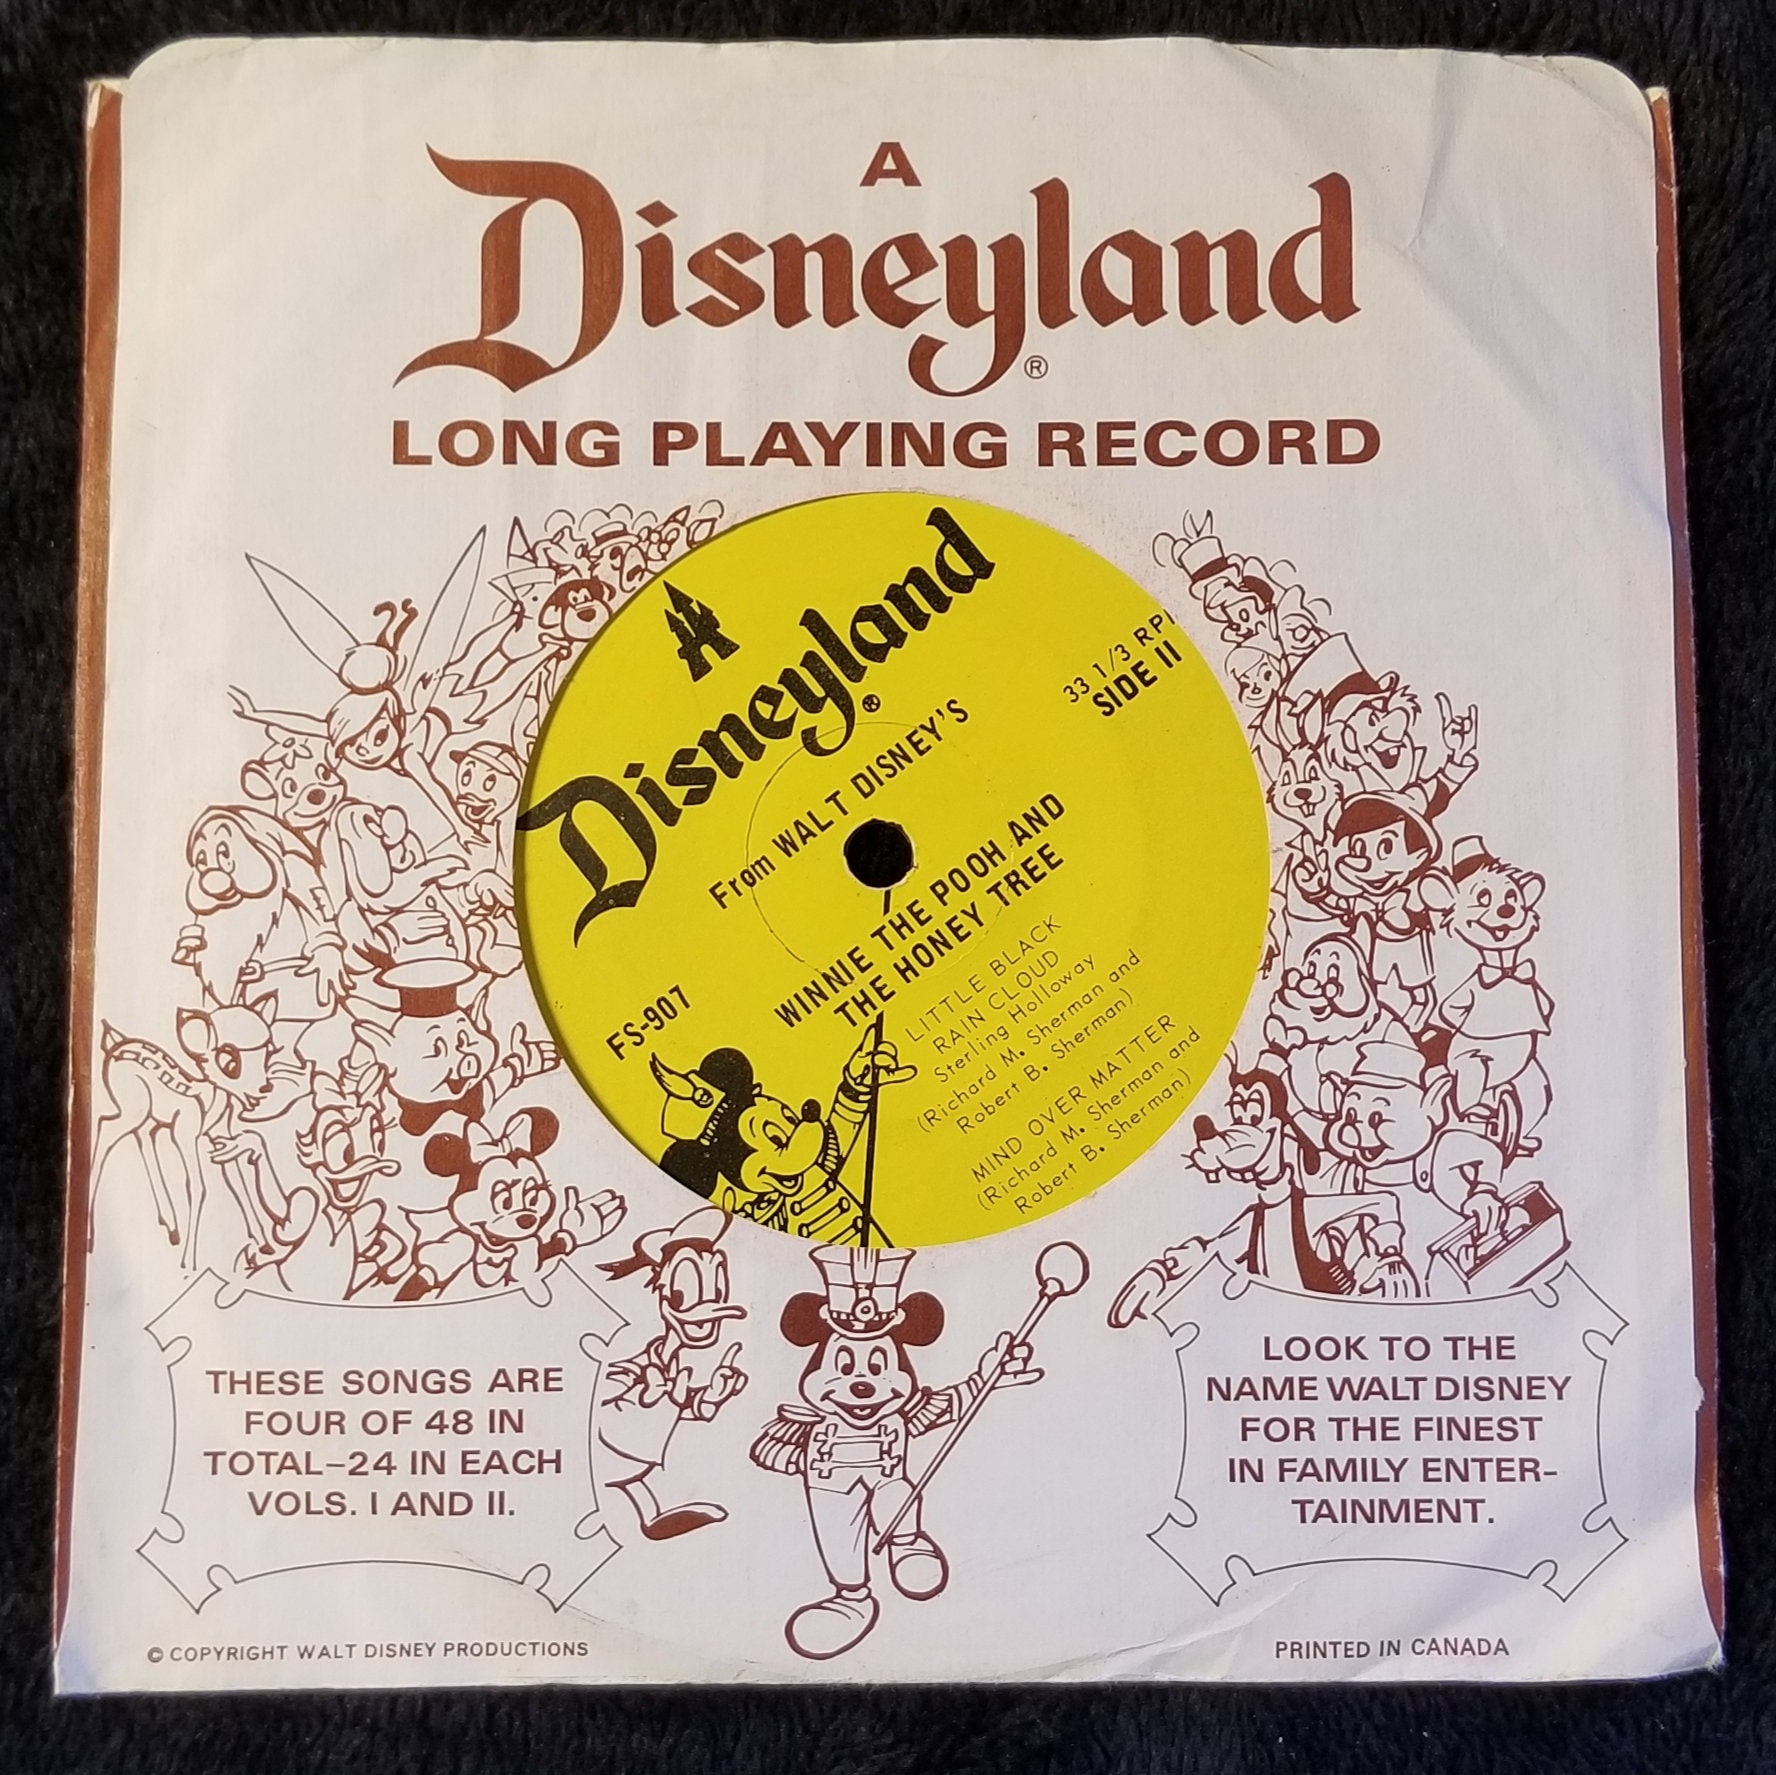 A
Disneyland®
LONG PLAYING RECORD
Disneyland®
33 1/3 RP
SIDE II
From WALT DISNEY'S
WINNIE THE POOH AND
THE HONEY TREE
FS-907
LITTLE BLACK
RAIN CLOUD
Sterling Holloway
(Richard M. Sherman and
Robert B. Sherman)
MIND OVER MATTER
(Richard M. Sherman and
Robert B. Sherman)
THESE SONGS ARE
FOUR OF 48 IN
TOTAL–24 IN EACH
VOLS. I AND II.
LOOK TO THE
NAME WALT DISNEY
FOR THE FINEST
IN FAMILY ENTER-
TAINMENT.
© COPYRIGHT WALT DISNEY PRODUCTIONS
PRINTED IN CANADA